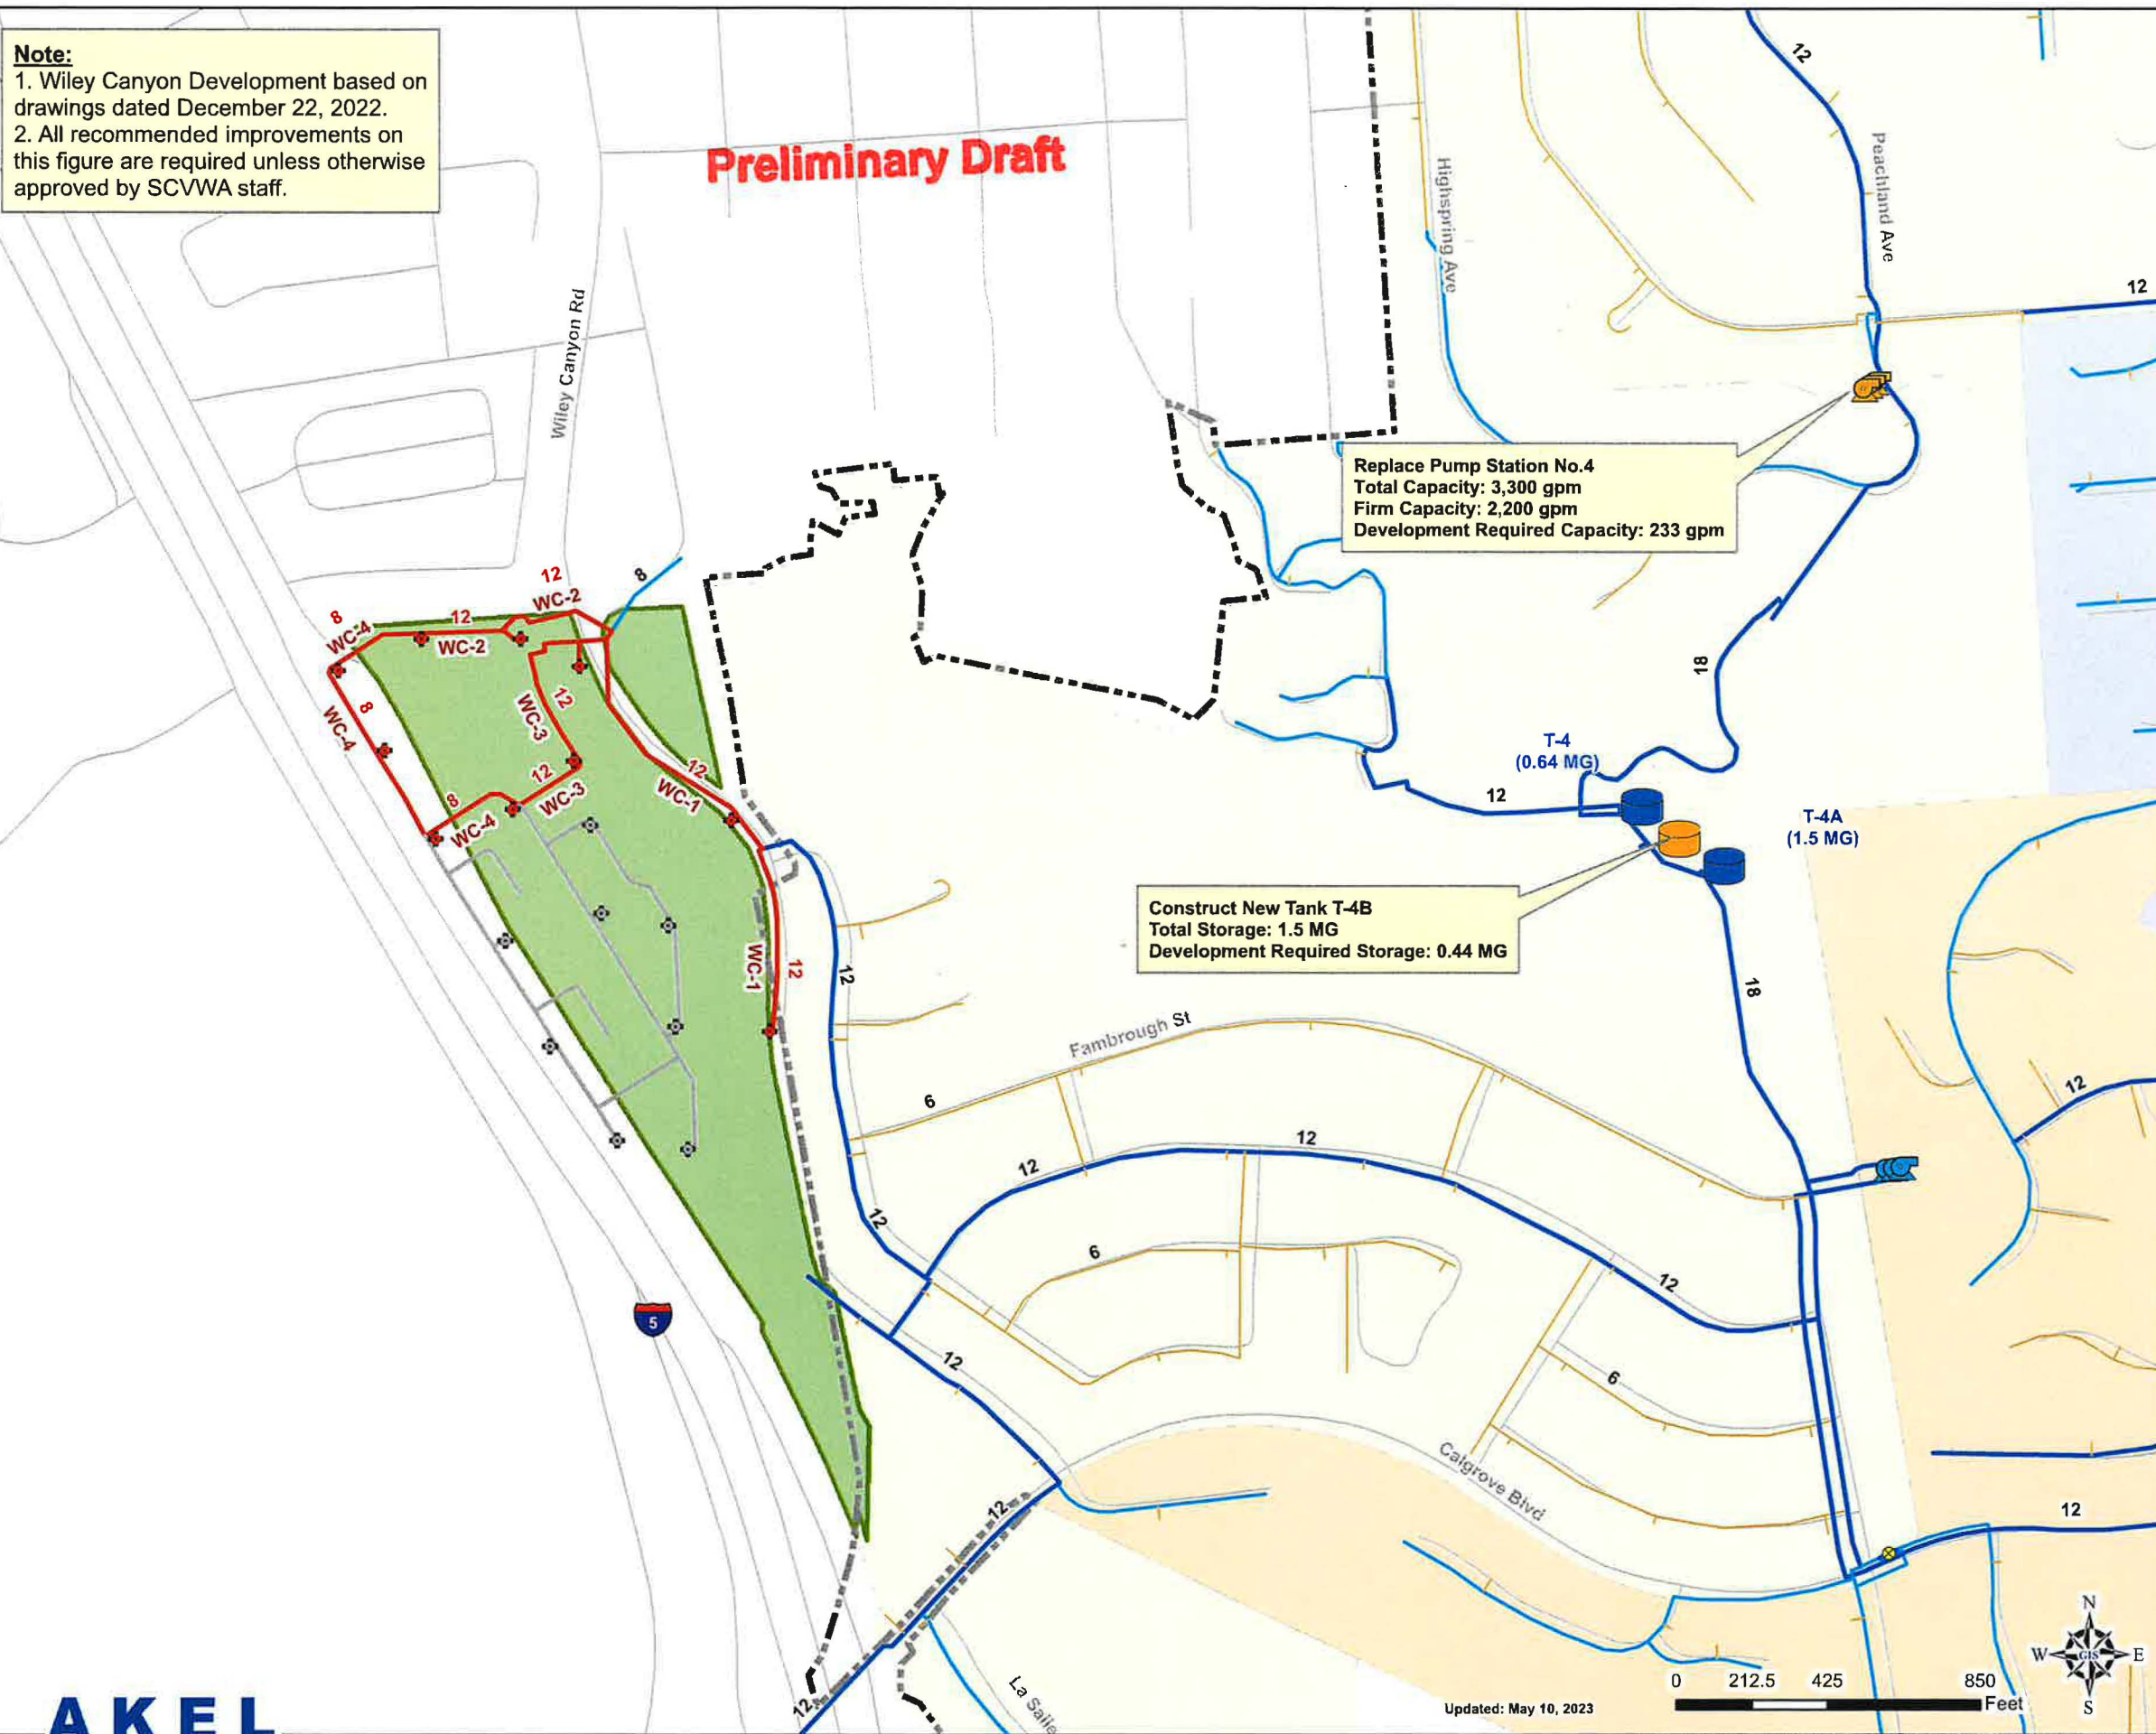 Note:
1. Wiley Canyon Development based on
drawings dated December 22, 2022.
2. All recommended improvements on
this figure are required unless otherwise
approved by SCVWA staff.
Preliminary Draft
12
Peachland Ave
Highspring Ave
12
Wiley Canyon Rd
Replace Pump Station No.4
Total Capacity: 3,300 gpm
Firm Capacity: 2,200 gpm
Development Required Capacity: 233 gpm
12
8
WC-2
8
12
WC-4
WC-2
18
12
8
WC-3
WC-4
T-4
(0.64 MG)
12
12
WC-1
12
8
WC-3
WC-4
T-4A
(1.5 MG)
Construct New Tank T-4B
Total Storage: 1.5 MG
Development Required Storage: 0.44 MG
WC-1
12
12
18
Fambrough St
6
12
12
12
12
6
12
5
12
6
Calgrove Blvd
12
12
12
La Salle
AKEL
Updated: May 10, 2023
0 212.5 425 850
Feet
N
W
GIS
E
S